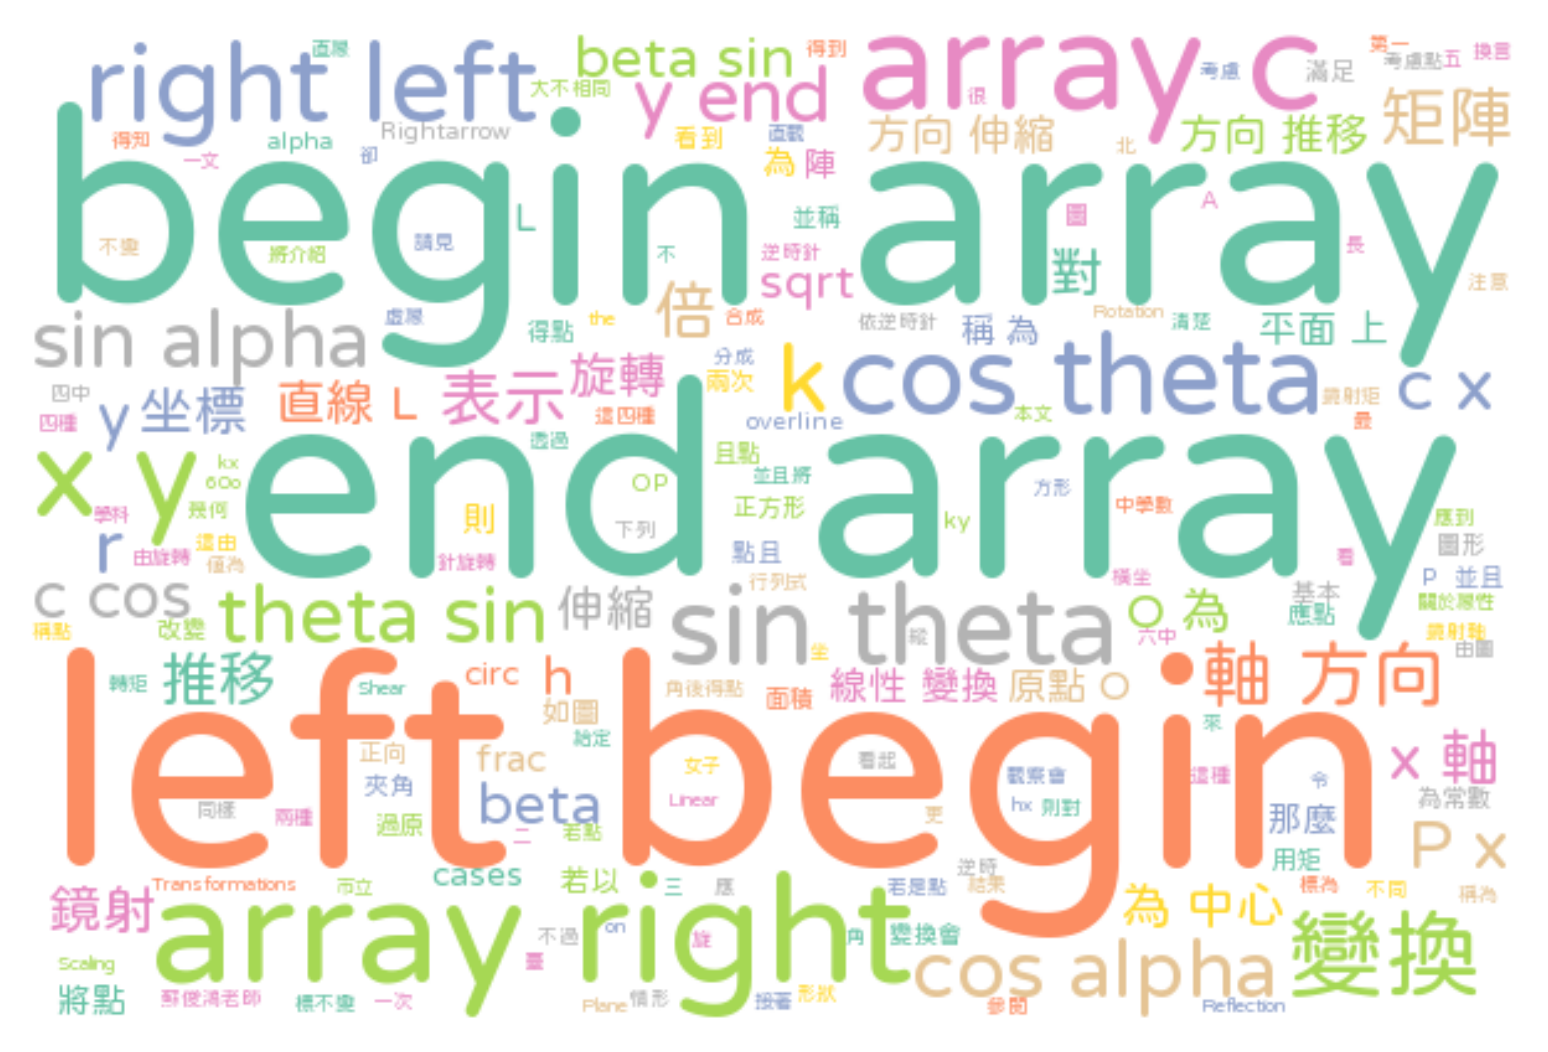 直線
right left
beta sin
得到
array c
第一
考慮點
五
換言
考慮
滿足
大不相同
y end
很
矩陣
得知
alpha
Rightarrow
看到
直觀
方向 伸縮
北
方向 推移
一文
卻
為
陣
begin array
L
並稱
圖
A
不變
將介紹
請見
不
逆時針
對
長
sqrt
注意
倍
sin alpha
虛線
得點
the
合成
依逆時針
稱 為
Rotation
清楚
平面 上
四中
y
坐標
直線 L
表示
旋轉
分成
兩次
k
cos theta
鏡射矩
c x
四種
這四種
overline
本文
最
透過
x y
kx
60o
end array
OP
且點
並且將
方形
學科
幾何
則
下列
正方形
ky
中學數
應到
r
由旋轉
這由
僅為
針旋轉
點且
看
圖形
行列式
橫坐
P 並且
c cos
theta sin
伸縮
sin theta
O 為
基本
應點
關於線性
稱點
改變
縱
六中
鏡射軸
坐
由圖
轉矩
推移
Shear
circ
h
角後得點
面積
線性 變換
原點 O
軸 方向
如圖
給定
left begin
來
正向
frac
女子
看起
觀察會
這種
令
x 軸
夾角
beta
Linear
hx
則對
為常數
同樣
兩種
過原
二
若點
更
那麼
P x
逆時
用矩
鏡射
Transformations
市立
cases
若以
三
應
若是點
結果
為 中心
標為
不同
稱為
array right
不過
on
旋
角
變換會
變換
Scaling
臺
cos alpha
將點
蘇俊鴻老師
標不變
一次
Plane
情形
接著
形狀
參閱
Reflection